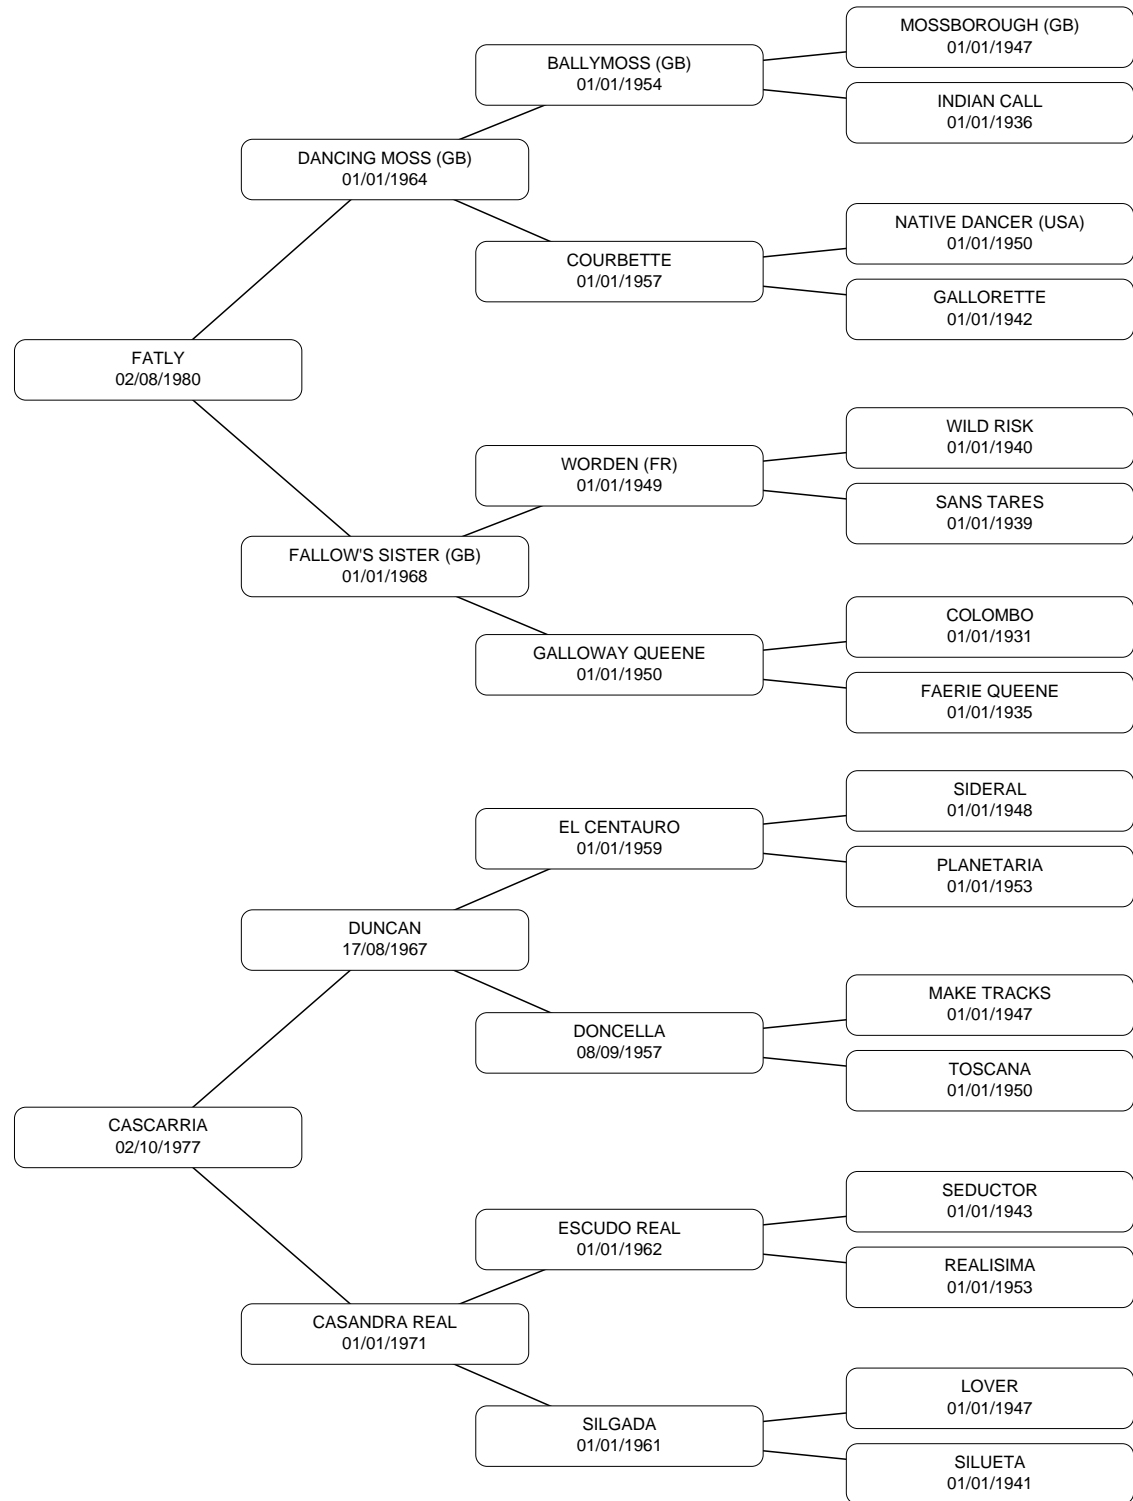 MOSSBOROUGH (GB)
01/01/1947
BALLYMOSS (GB)
01/01/1954
INDIAN CALL
01/01/1936
DANCING MOSS (GB)
01/01/1964
NATIVE DANCER (USA)
01/01/1950
COURBETTE
01/01/1957
GALLORETTE
01/01/1942
FATLY
02/08/1980
WILD RISK
01/01/1940
WORDEN (FR)
01/01/1949
SANS TARES
01/01/1939
FALLOW'S SISTER (GB)
01/01/1968
COLOMBO
01/01/1931
GALLOWAY QUEENE
01/01/1950
FAERIE QUEENE
01/01/1935
SIDERAL
01/01/1948
EL CENTAURO
01/01/1959
PLANETARIA
01/01/1953
DUNCAN
17/08/1967
MAKE TRACKS
01/01/1947
DONCELLA
08/09/1957
TOSCANA
01/01/1950
CASCARRIA
02/10/1977
SEDUCTOR
01/01/1943
ESCUDO REAL
01/01/1962
REALISIMA
01/01/1953
CASANDRA REAL
01/01/1971
LOVER
01/01/1947
SILGADA
01/01/1961
SILUETA
01/01/1941